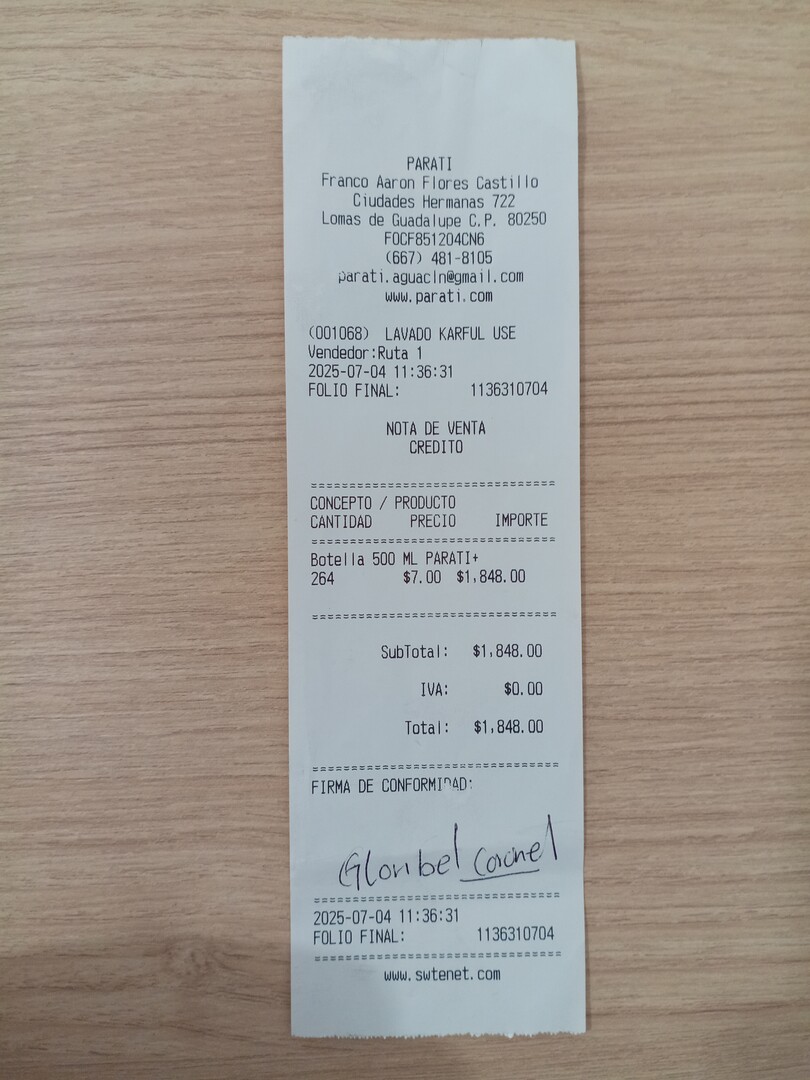 PARATI
Franco Aaron Flores Castillo
Ciudades Hermanas 722
Lomas de Guadalupe C.P. 80250
FOCF851204CN6
(667) 481-8105
parati.aguacln@gmail.com
www.parati.com
(001068) LAVADO KARFUL USE
Vendedor:Ruta 1
2025-07-04 11:36:31
FOLIO FINAL: 1136310704
NOTA DE VENTA
CREDITO
===============================
CONCEPTO / PRODUCTO
CANTIDAD PRECIO IMPORTE
===============================
Botella 500 ML PARATI+
264 $7.00 $1,848.00
===============================
SubTotal: $1,848.00
IVA: $0.00
Total: $1,848.00
===============================
FIRMA DE CONFORMIDAD:
Gloribel Coronel
===============================
2025-07-04 11:36:31
FOLIO FINAL: 1136310704
===============================
www.swtenet.com